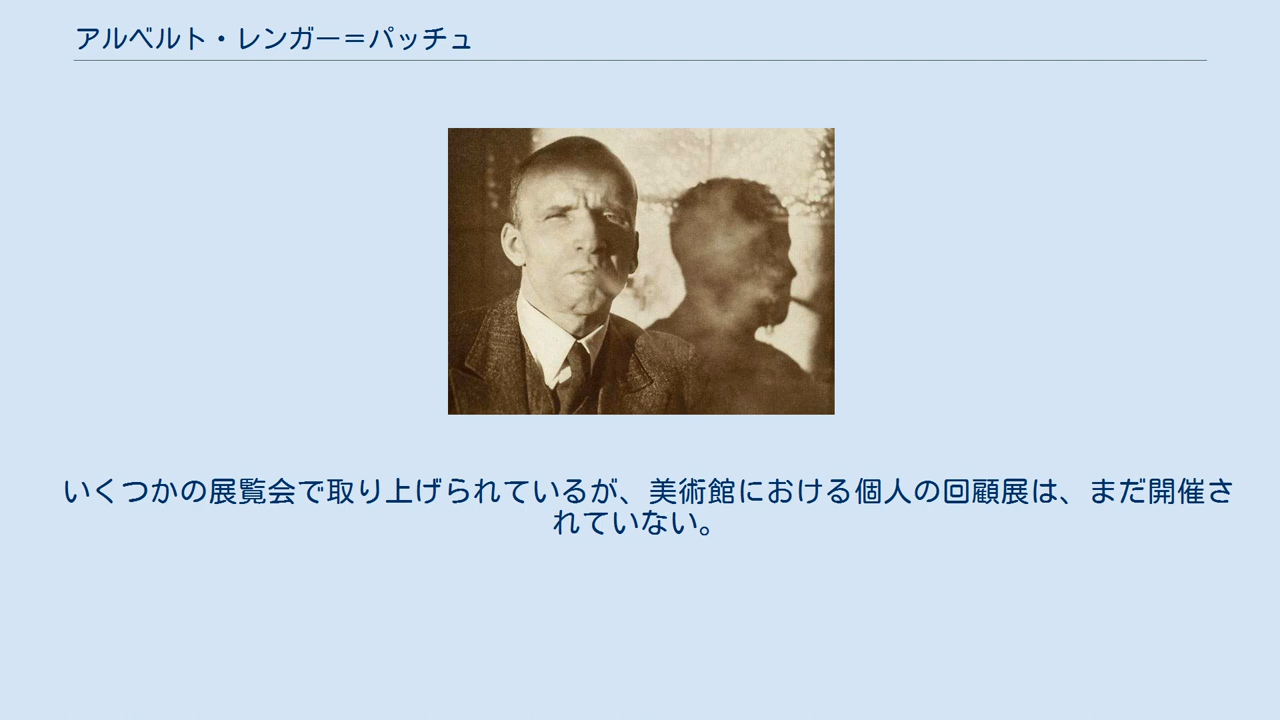 アルベルト・レンガー＝パッチュ
いくつかの展覧会で取り上げられているが、美術館における個人の回顧展は、まだ開催さ
れていない。